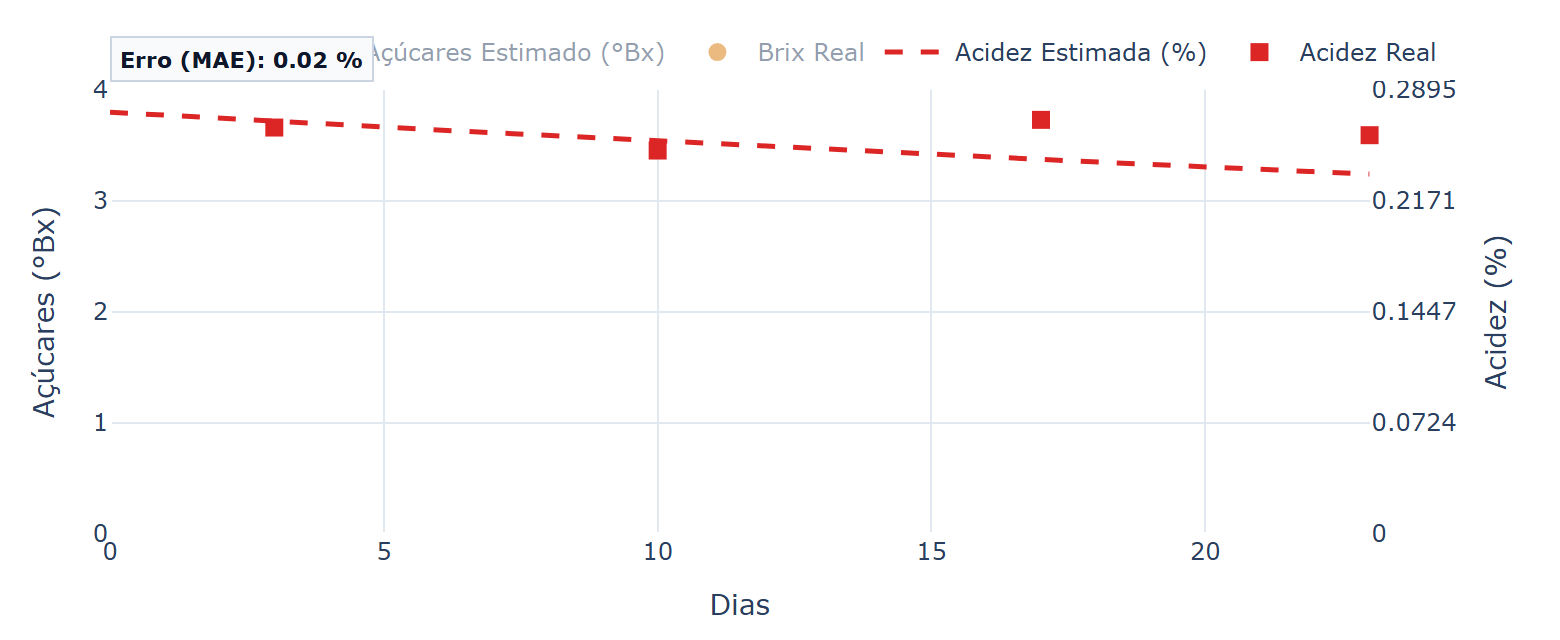 Erro (MAE): 0.02 %
Açúcares Estimado (°Bx)
Brix Real
Acidez Estimada (%)
Acidez Real
4
3
2
1
0
Açúcares (°Bx)
0.2895
0.2171
0.1447
0.0724
0
Acidez (%)
0
5
10
15
20
Dias